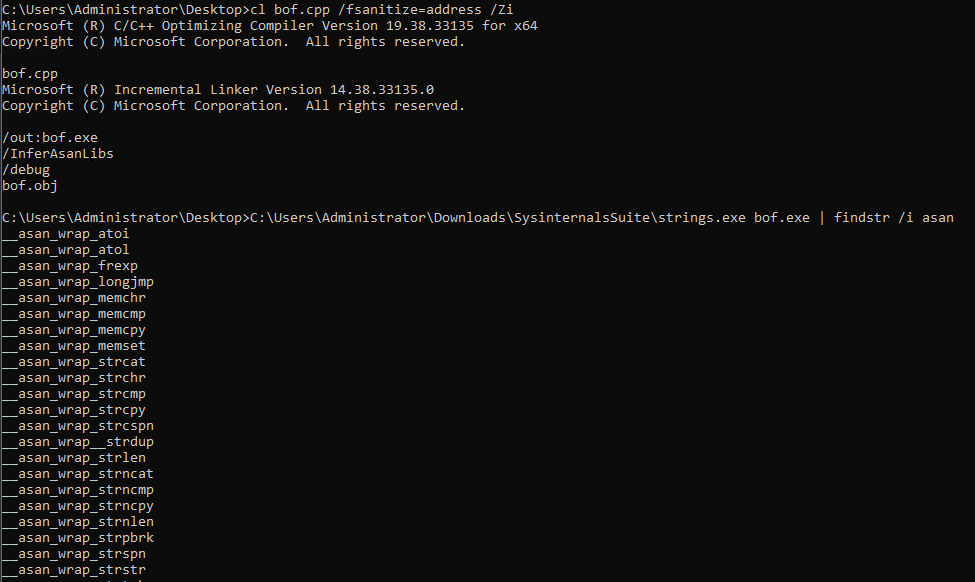 C:\Users\Administrator\Desktop>cl bof.cpp /fsanitize=address /Zi
Microsoft (R) C/C++ Optimizing Compiler Version 19.38.33135 for x64
Copyright (C) Microsoft Corporation.  All rights reserved.

bof.cpp
Microsoft (R) Incremental Linker Version 14.38.33135.0
Copyright (C) Microsoft Corporation.  All rights reserved.

/out:bof.exe
/InferAsanLibs
/debug
bof.obj

C:\Users\Administrator\Desktop>C:\Users\Administrator\Downloads\SysinternalsSuite\strings.exe bof.exe | findstr /i asan
__asan_wrap_atoi
__asan_wrap_atol
__asan_wrap_frexp
__asan_wrap_longjmp
__asan_wrap_memchr
__asan_wrap_memcmp
__asan_wrap_memcpy
__asan_wrap_memset
__asan_wrap_strcat
__asan_wrap_strchr
__asan_wrap_strcmp
__asan_wrap_strcpy
__asan_wrap_strcspn
__asan_wrap__strdup
__asan_wrap_strlen
__asan_wrap_strncat
__asan_wrap_strncmp
__asan_wrap_strncpy
__asan_wrap_strnlen
__asan_wrap_strpbrk
__asan_wrap_strspn
__asan_wrap_strstr